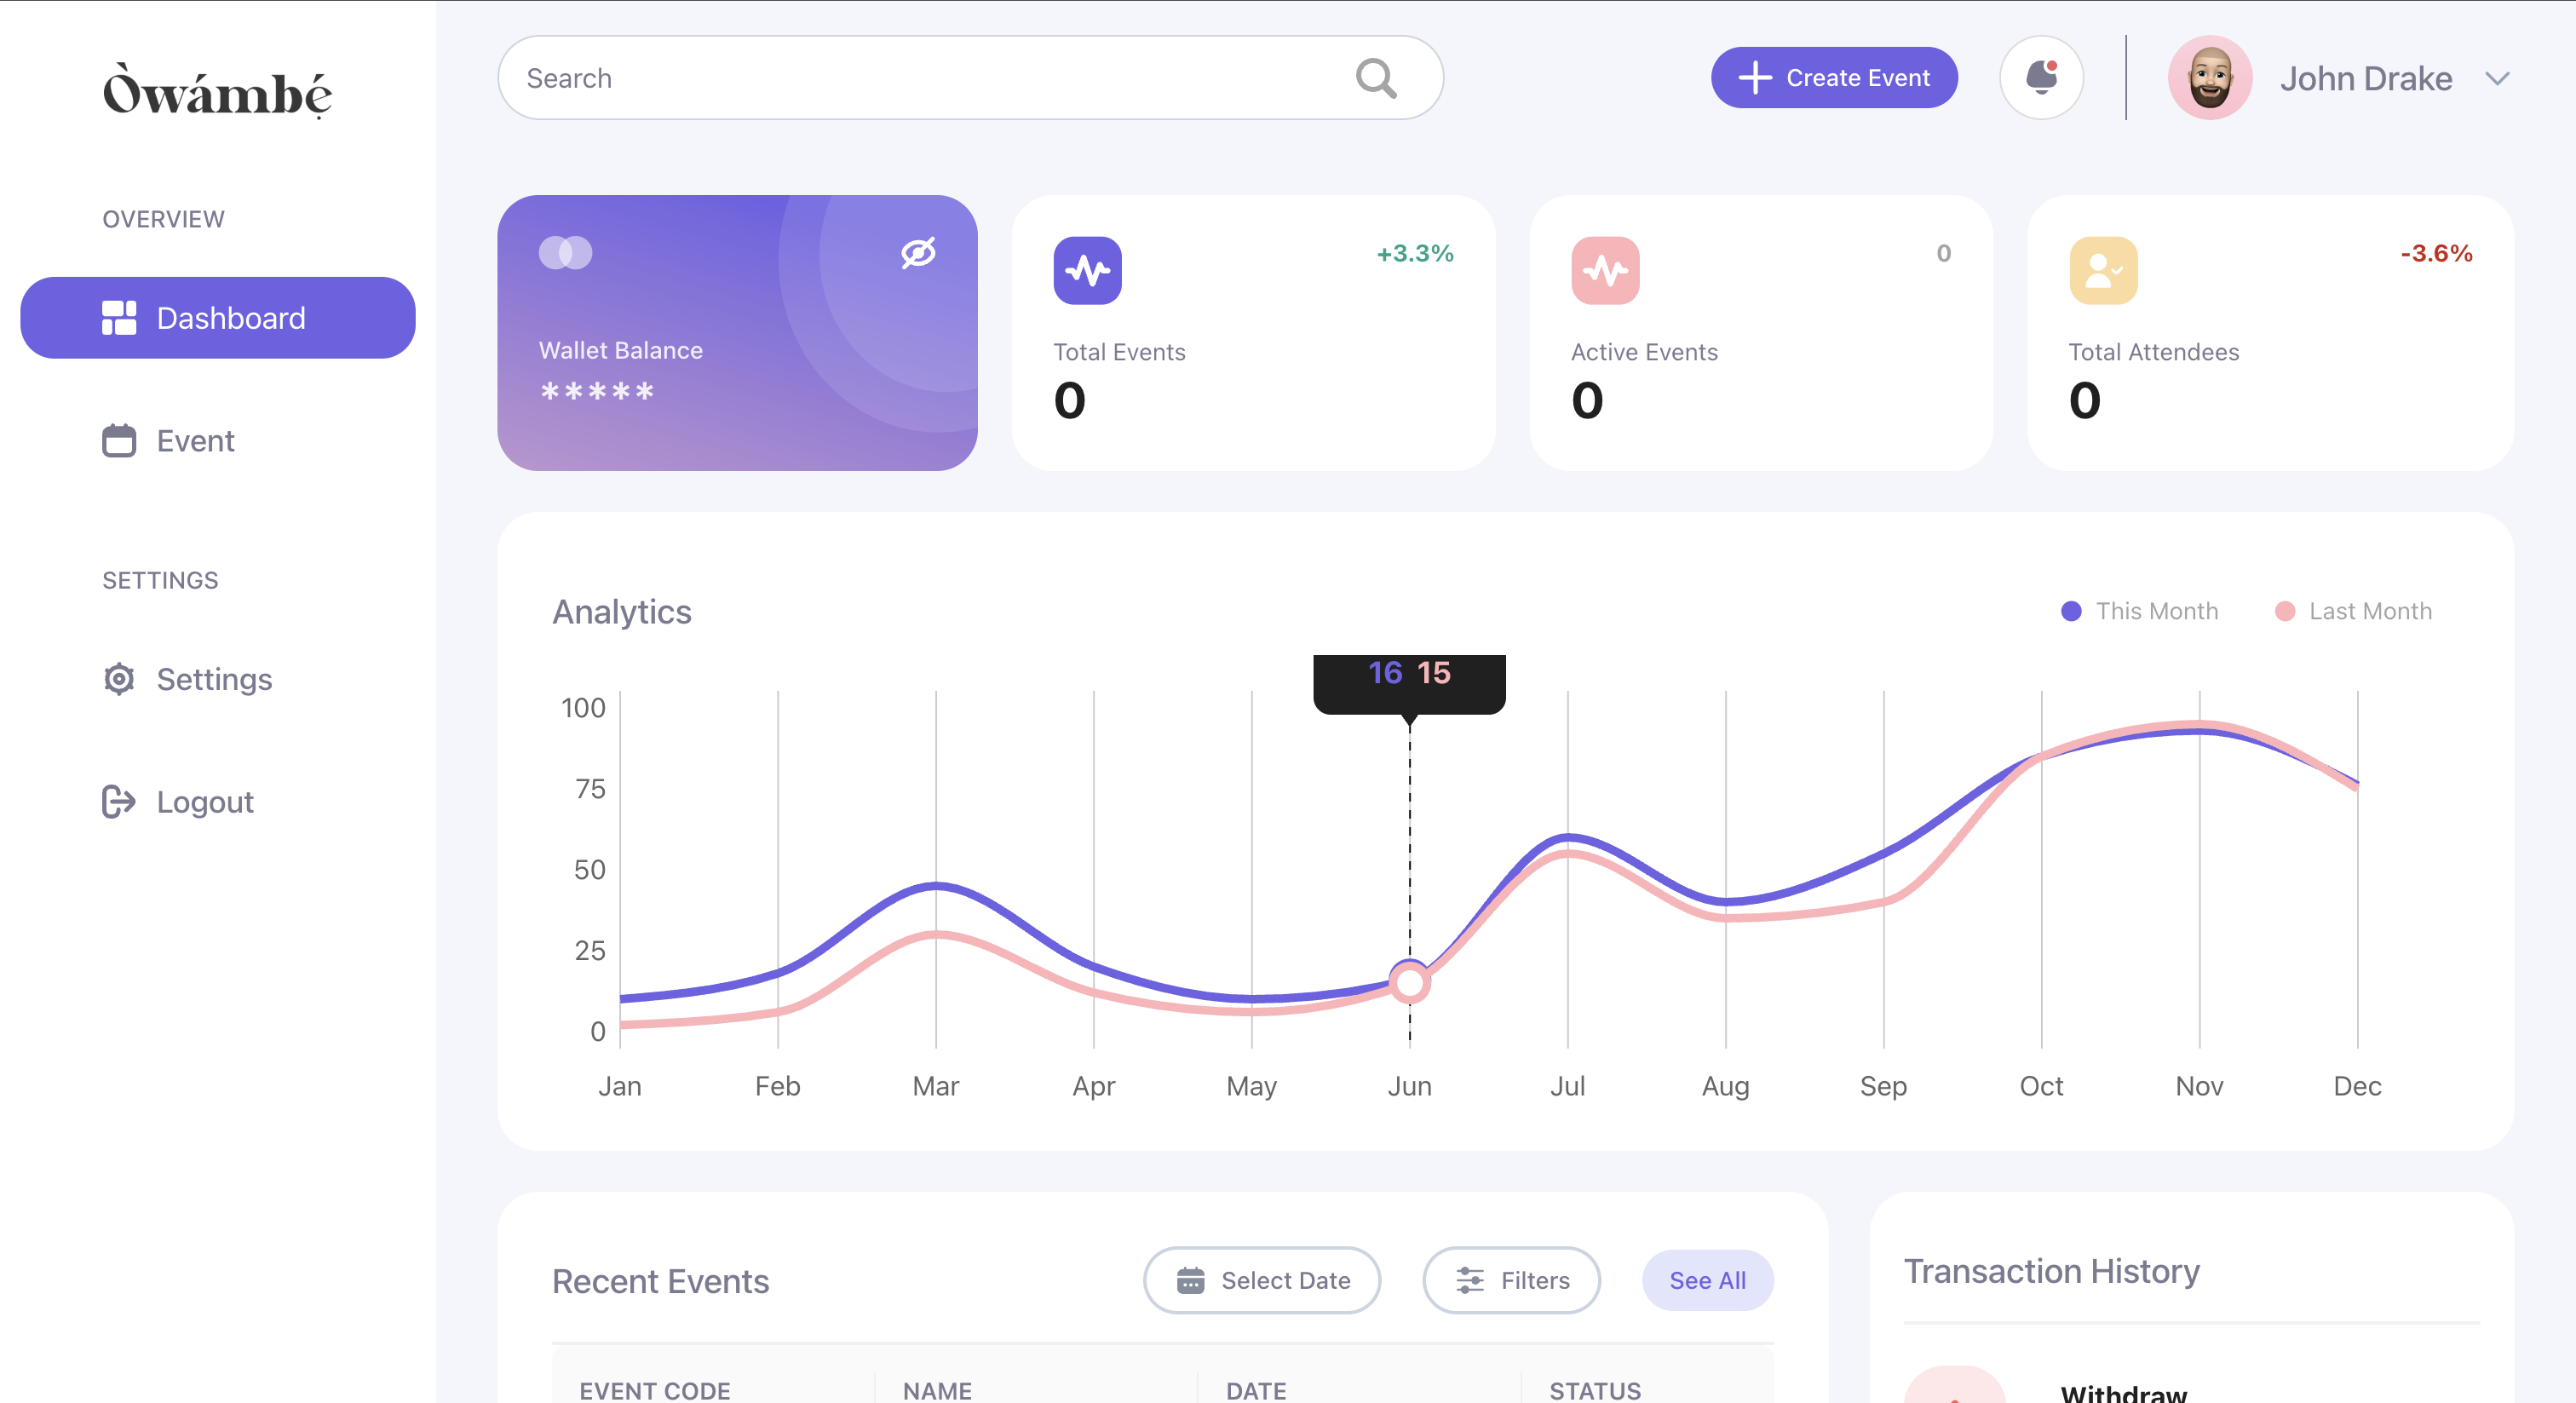 Òwámbẹ́
OVERVIEW
Dashboard
Event
SETTINGS
Settings
Logout
Search
Create Event
John Drake
Wallet Balance
*****
+3.3%
Total Events
0
0
Active Events
0
-3.6%
Total Attendees
0
Analytics
This Month
Last Month
16 15
100
75
50
25
0
Jan Feb Mar Apr May Jun Jul Aug Sep Oct Nov Dec
Recent Events
Select Date
Filters
See All
EVENT CODE NAME DATE STATUS
Transaction History
Withdraw